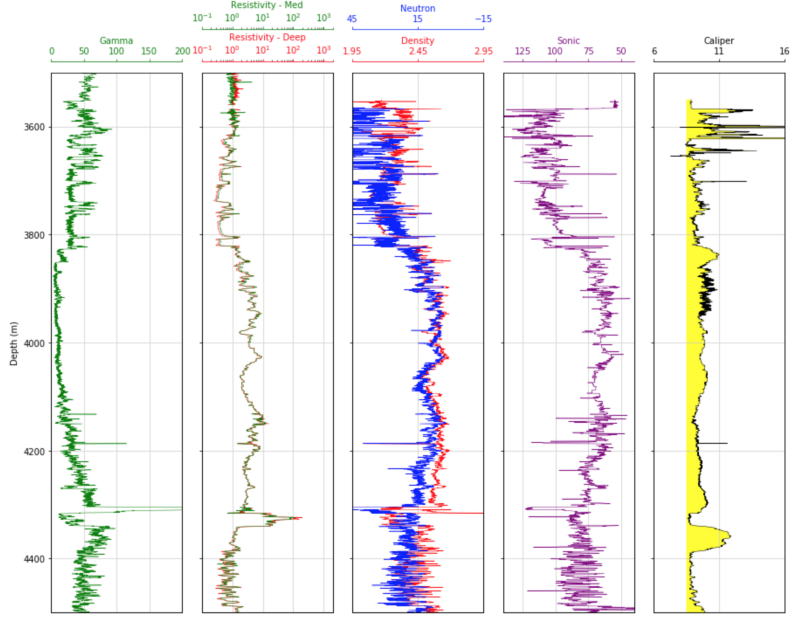 Resistivity - Med
10⁻¹ 10⁰ 10¹ 10² 10³
Neutron
45 15 −15
Gamma
0 50 100 150 200
Resistivity - Deep
10⁻¹ 10⁰ 10¹ 10² 10³
Density
1.95 2.45 2.95
Sonic
125 100 75 50
Caliper
6 11 16
Depth (m)
3600
3800
4000
4200
4400